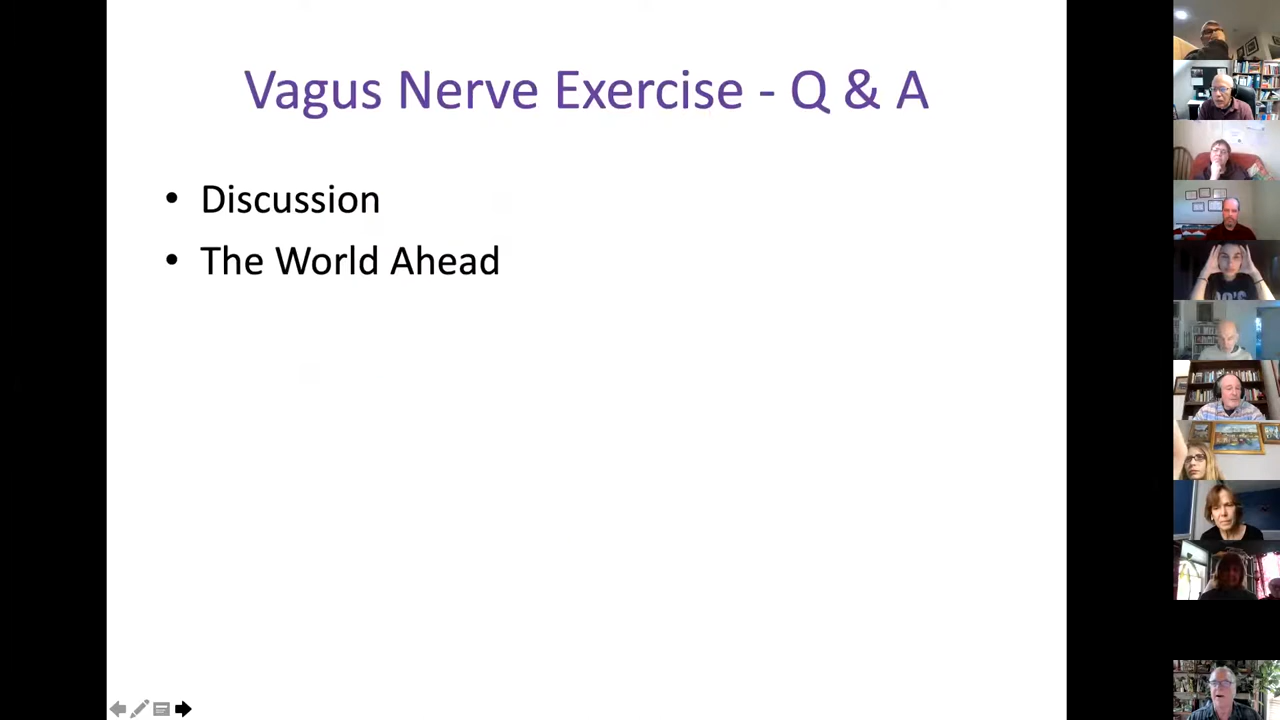 Vagus Nerve Exercise - Q & A
• Discussion
• The World Ahead